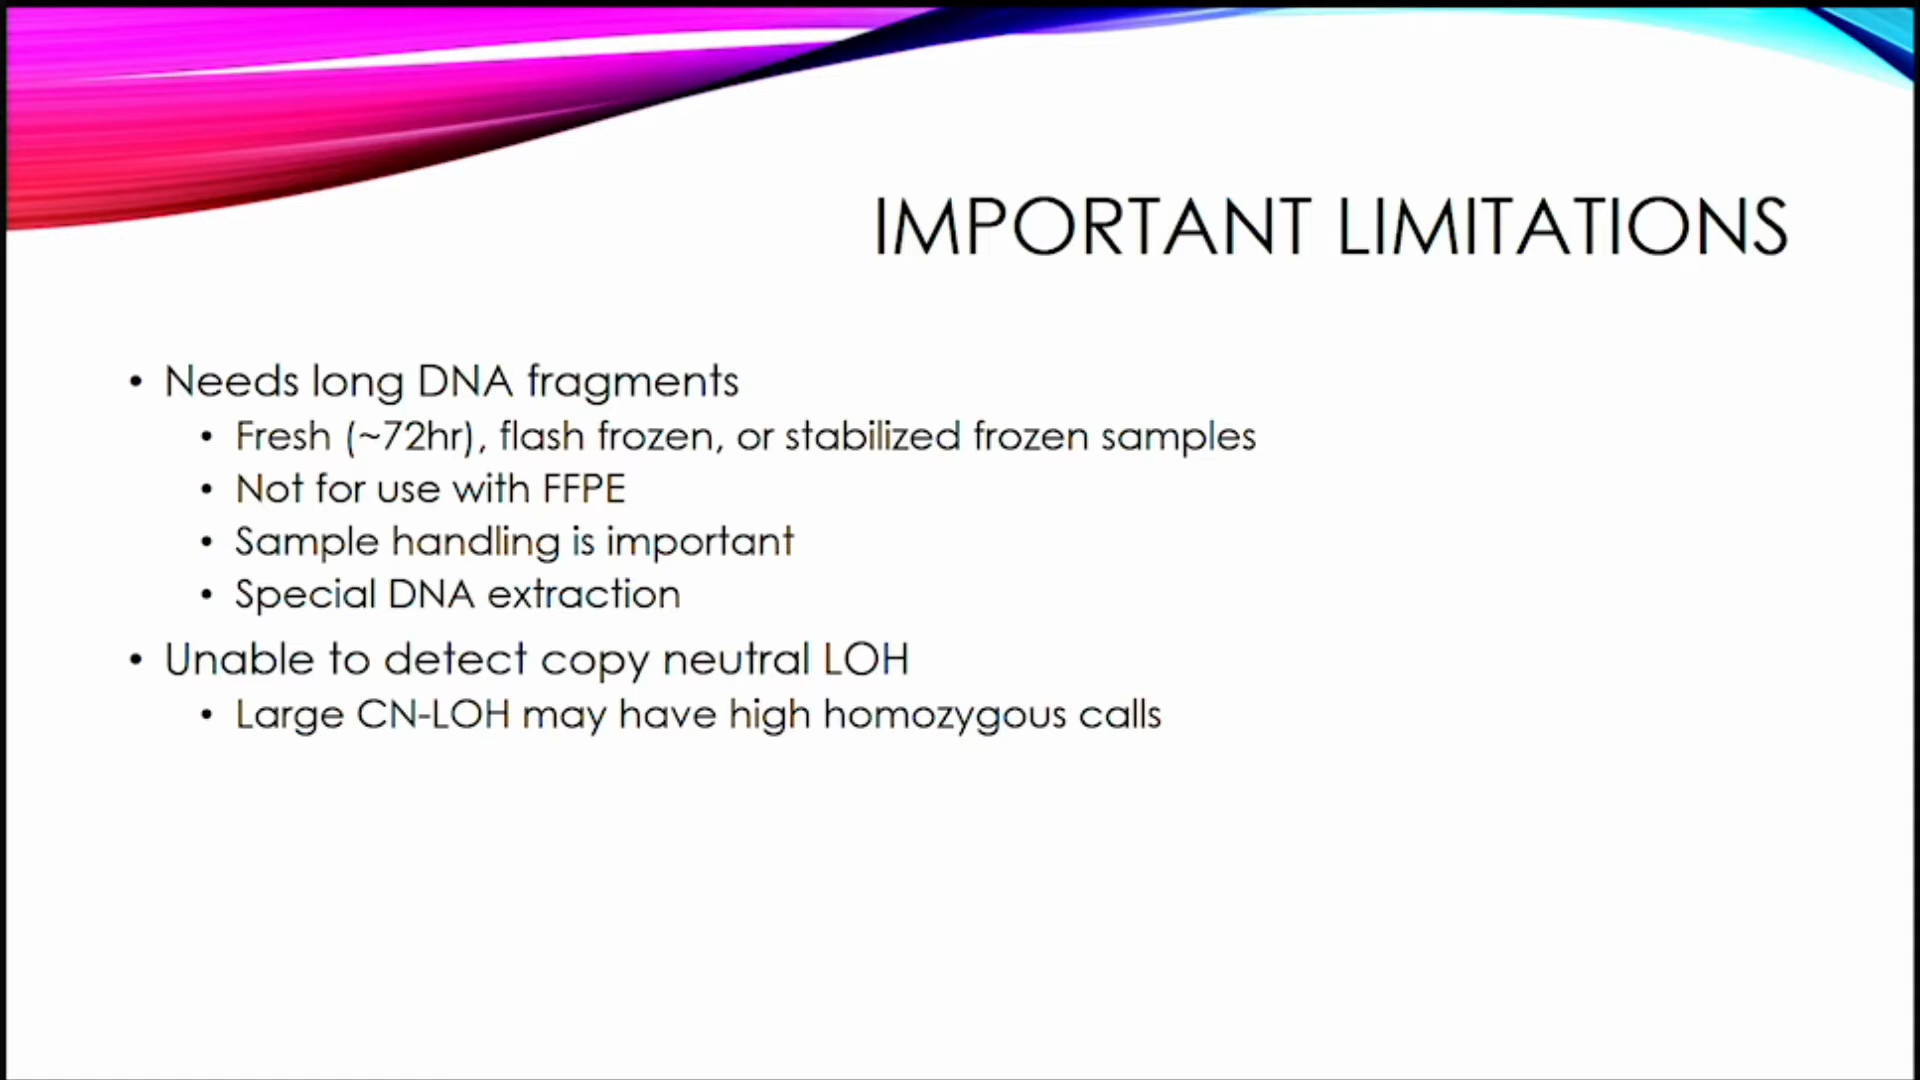 IMPORTANT LIMITATIONS
• Needs long DNA fragments
• Fresh (~72hr), flash frozen, or stabilized frozen samples
• Not for use with FFPE
• Sample handling is important
• Special DNA extraction
• Unable to detect copy neutral LOH
• Large CN-LOH may have high homozygous calls